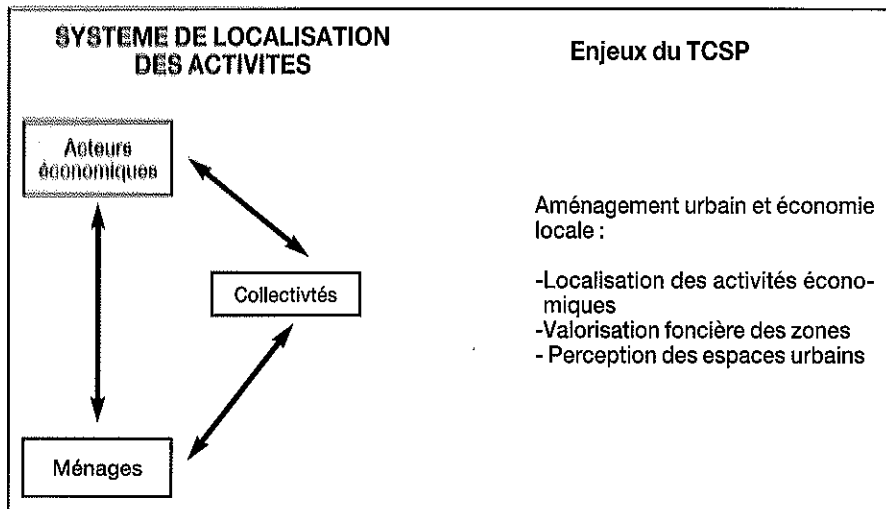 SYSTEME DE LOCALISATION
DES ACTIVITES
Enjeux du TCSP
Acteurs
économiques
Collectivtés
Ménages
Aménagement urbain et économie
locale :
-Localisation des activités écono-
miques
-Valorisation foncière des zones
- Perception des espaces urbains